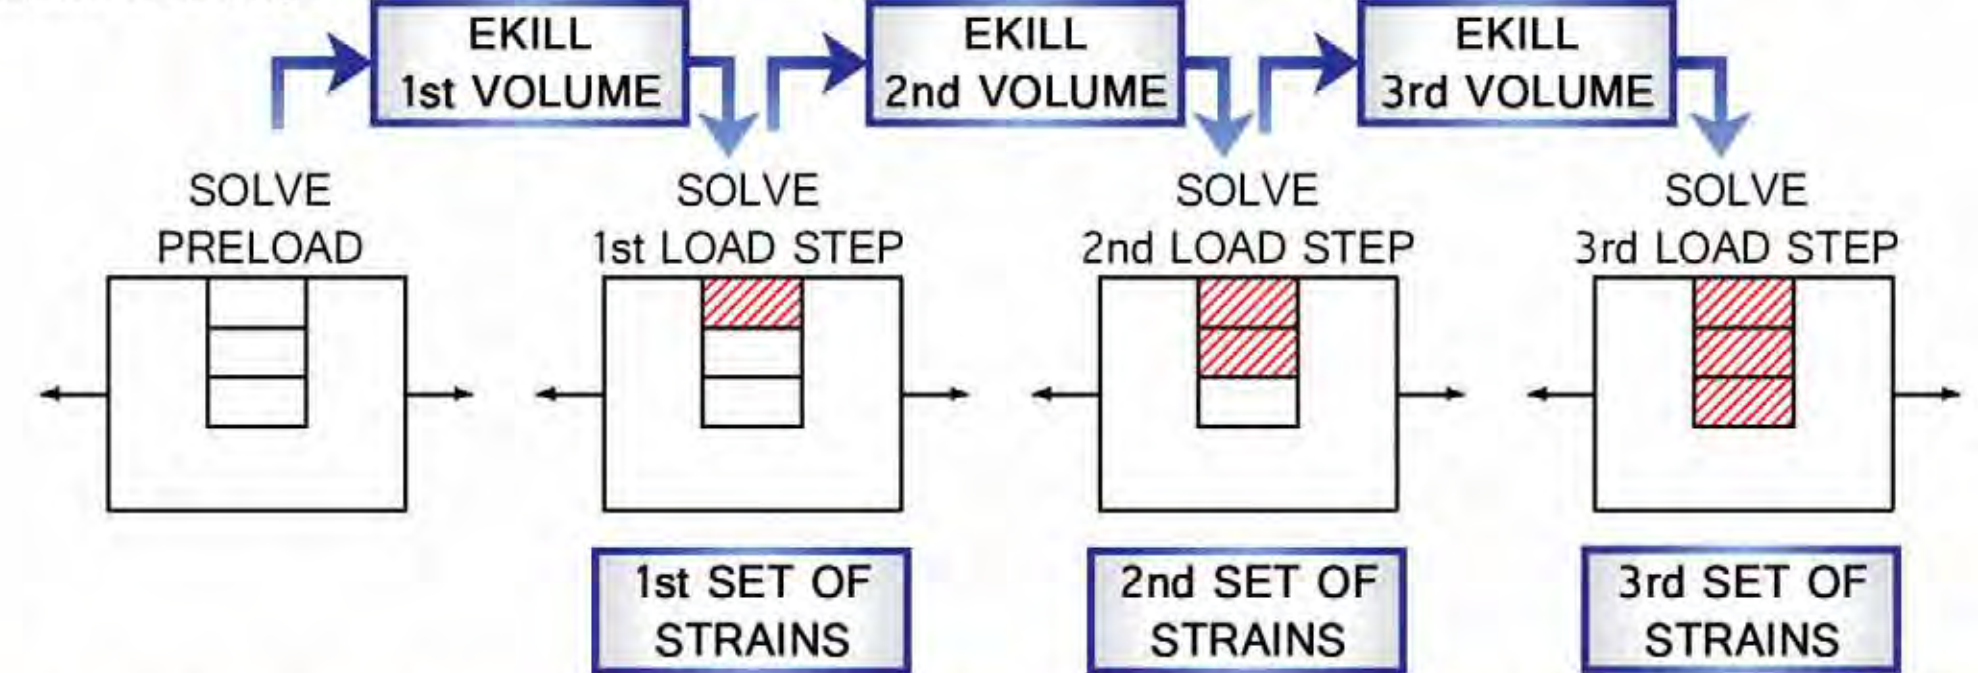 EKILL
1st VOLUME
EKILL
2nd VOLUME
EKILL
3rd VOLUME
SOLVE
PRELOAD
SOLVE
1st LOAD STEP
SOLVE
2nd LOAD STEP
SOLVE
3rd LOAD STEP
1st SET OF
STRAINS
2nd SET OF
STRAINS
3rd SET OF
STRAINS